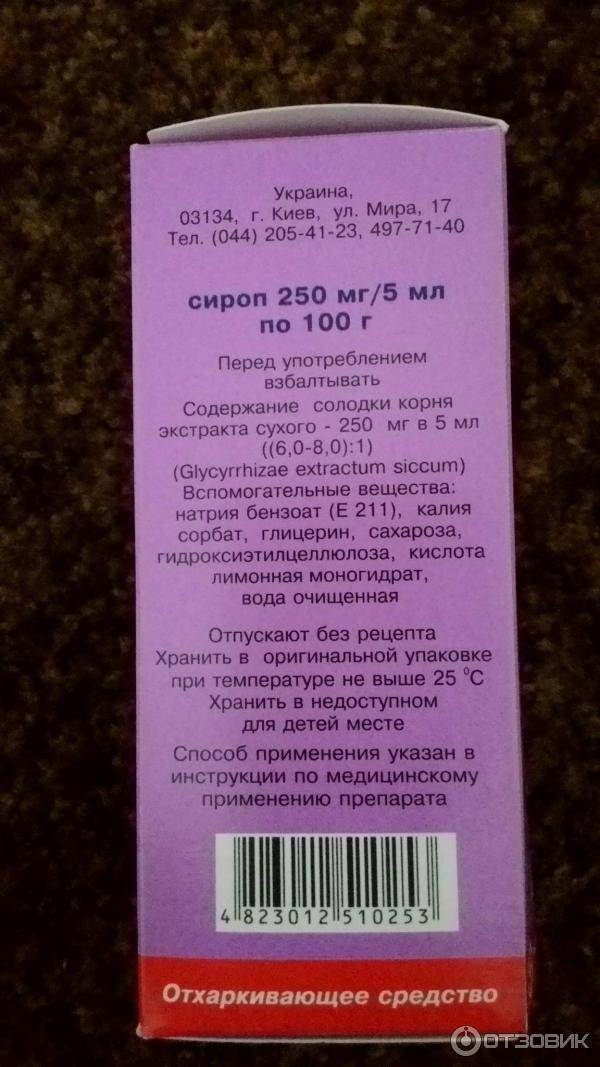 Украина,
03134, г. Киев, ул. Мира, 17
Тел. (044) 205-41-23, 497-71-40
сироп 250 мг/5 мл
по 100 г
Перед употреблением
взбалтывать
Содержание солодки корня
экстракта сухого - 250 мг в 5 мл
((6,0-8,0):1)
(Glycyrrhizae extractum siccum)
Вспомогательные вещества:
натрия бензоат (Е 211), калия
сорбат, глицерин, сахароза,
гидроксиэтилцеллюлоза, кислота
лимонная моногидрат,
вода очищенная
Отпускают без рецепта
Хранить в оригинальной упаковке
при температуре не выше 25 °С
Хранить в недоступном
для детей месте
Способ применения указан в
инструкции по медицинскому
применению препарата
4 823012 510253
Отхаркивающее средство
ОТЗОВИК